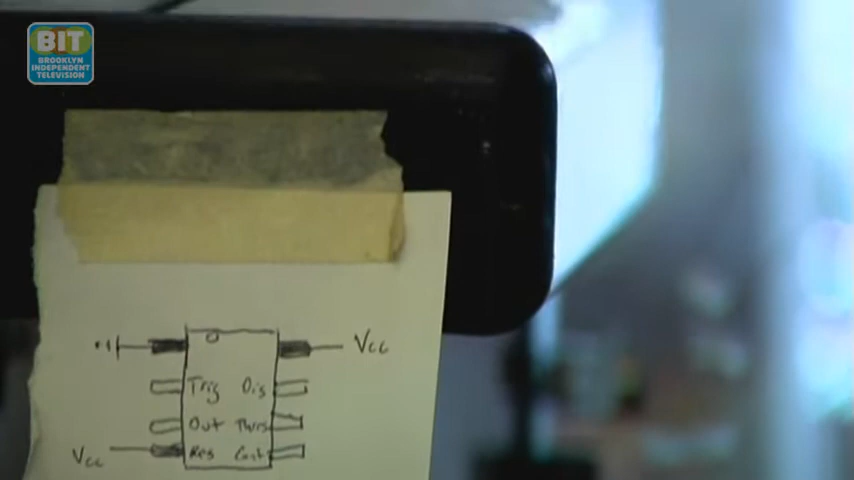 BIT
BROOKLYN
INDEPENDENT
TELEVISION
Vcc
Trig Dis
Out Thrs
Vcc Res Cont